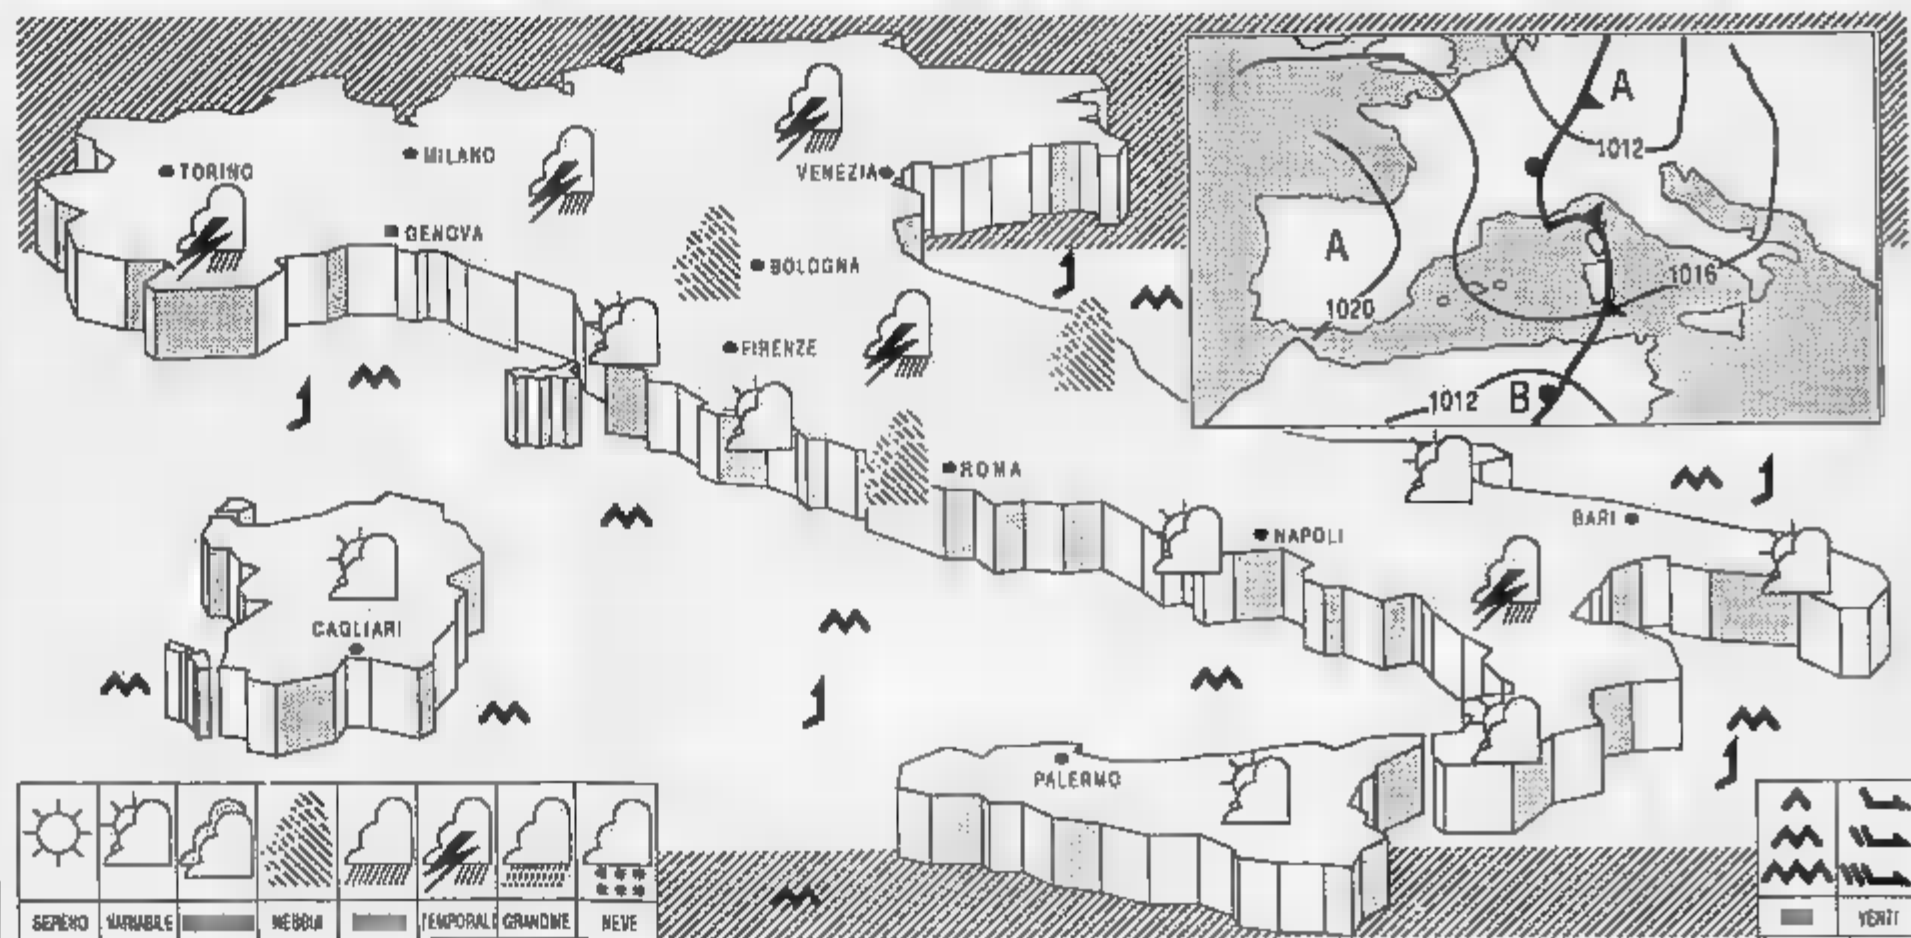 TORINO
MILANO
VENEZIA
GENOVA
BOLOGNA
FIRENZE
ROMA
NAPOLI
BARI
CAGLIARI
PALERMO
A
1012
A
1016
1020
1012
B
SERENO
VARIABILE
NEBBIA
TEMPORALE
GRANDINE
NEVE
VENTI